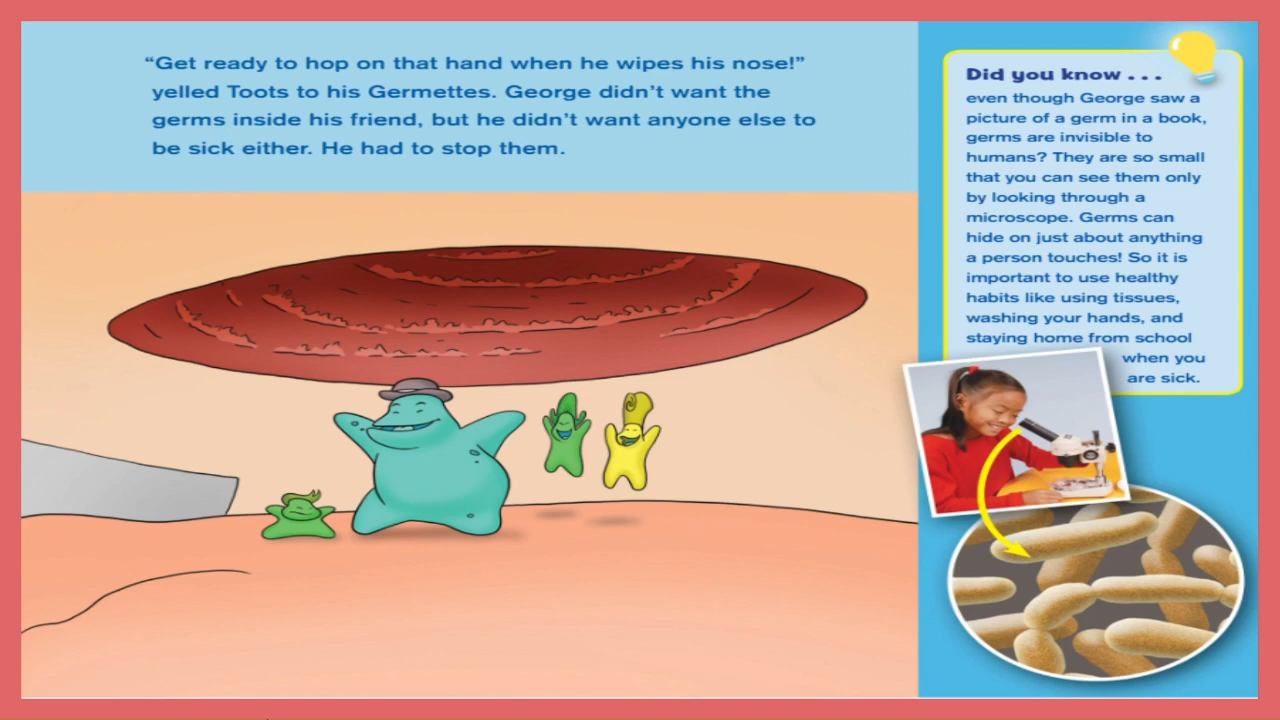 “Get ready to hop on that hand when he wipes his nose!”
yelled Toots to his Germettes. George didn’t want the
germs inside his friend, but he didn’t want anyone else to
be sick either. He had to stop them.
Did you know . . .
even though George saw a
picture of a germ in a book,
germs are invisible to
humans? They are so small
that you can see them only
by looking through a
microscope. Germs can
hide on just about anything
a person touches! So it is
important to use healthy
habits like using tissues,
washing your hands, and
staying home from school
when you
are sick.